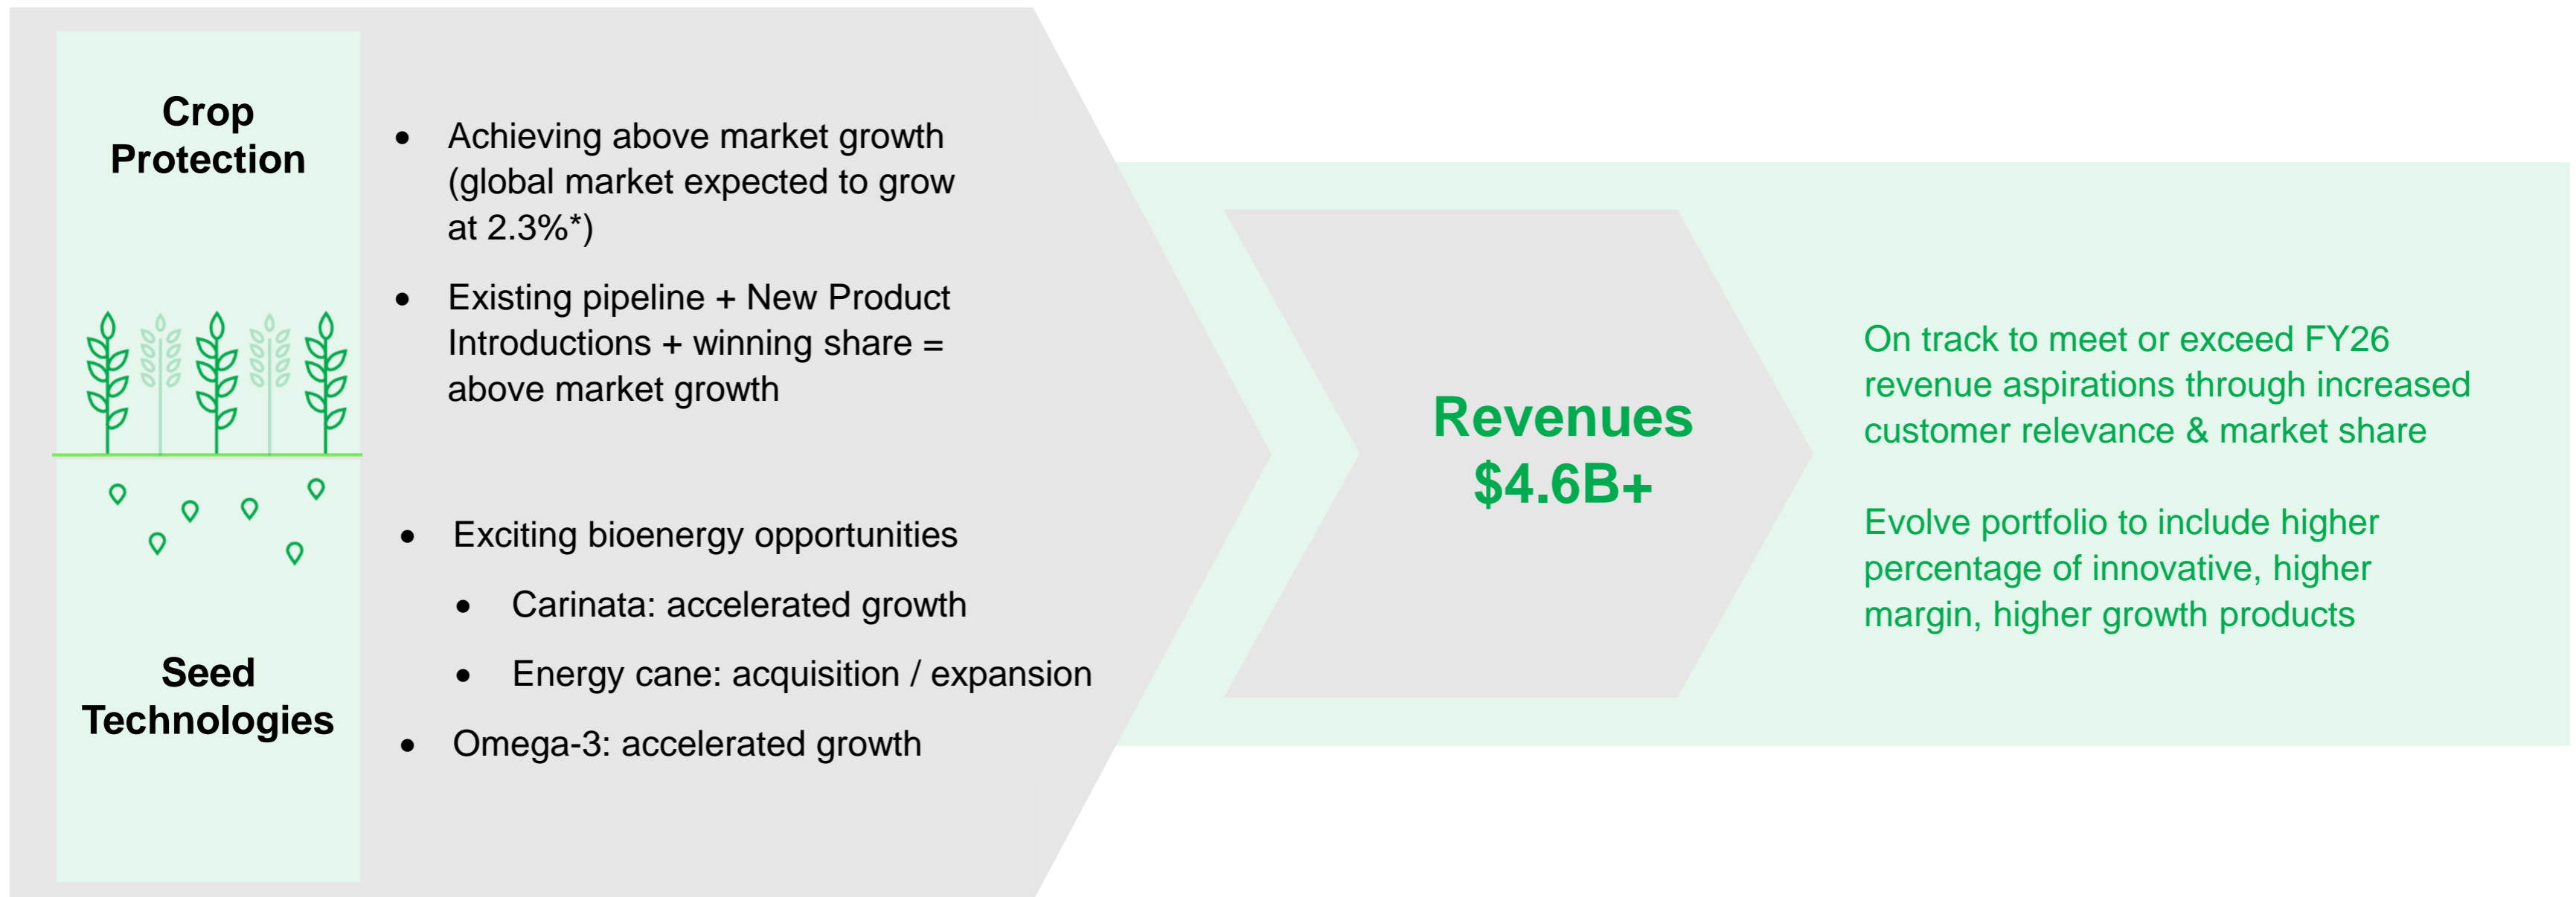 Crop
Protection
• Achieving above market growth
(global market expected to grow
at 2.3%*)
• Existing pipeline + New Product
Introductions + winning share =
above market growth
Seed
Technologies
• Exciting bioenergy opportunities
• Carinata: accelerated growth
• Energy cane: acquisition / expansion
• Omega-3: accelerated growth
Revenues
$4.6B+
On track to meet or exceed FY26
revenue aspirations through increased
customer relevance & market share
Evolve portfolio to include higher
percentage of innovative, higher
margin, higher growth products